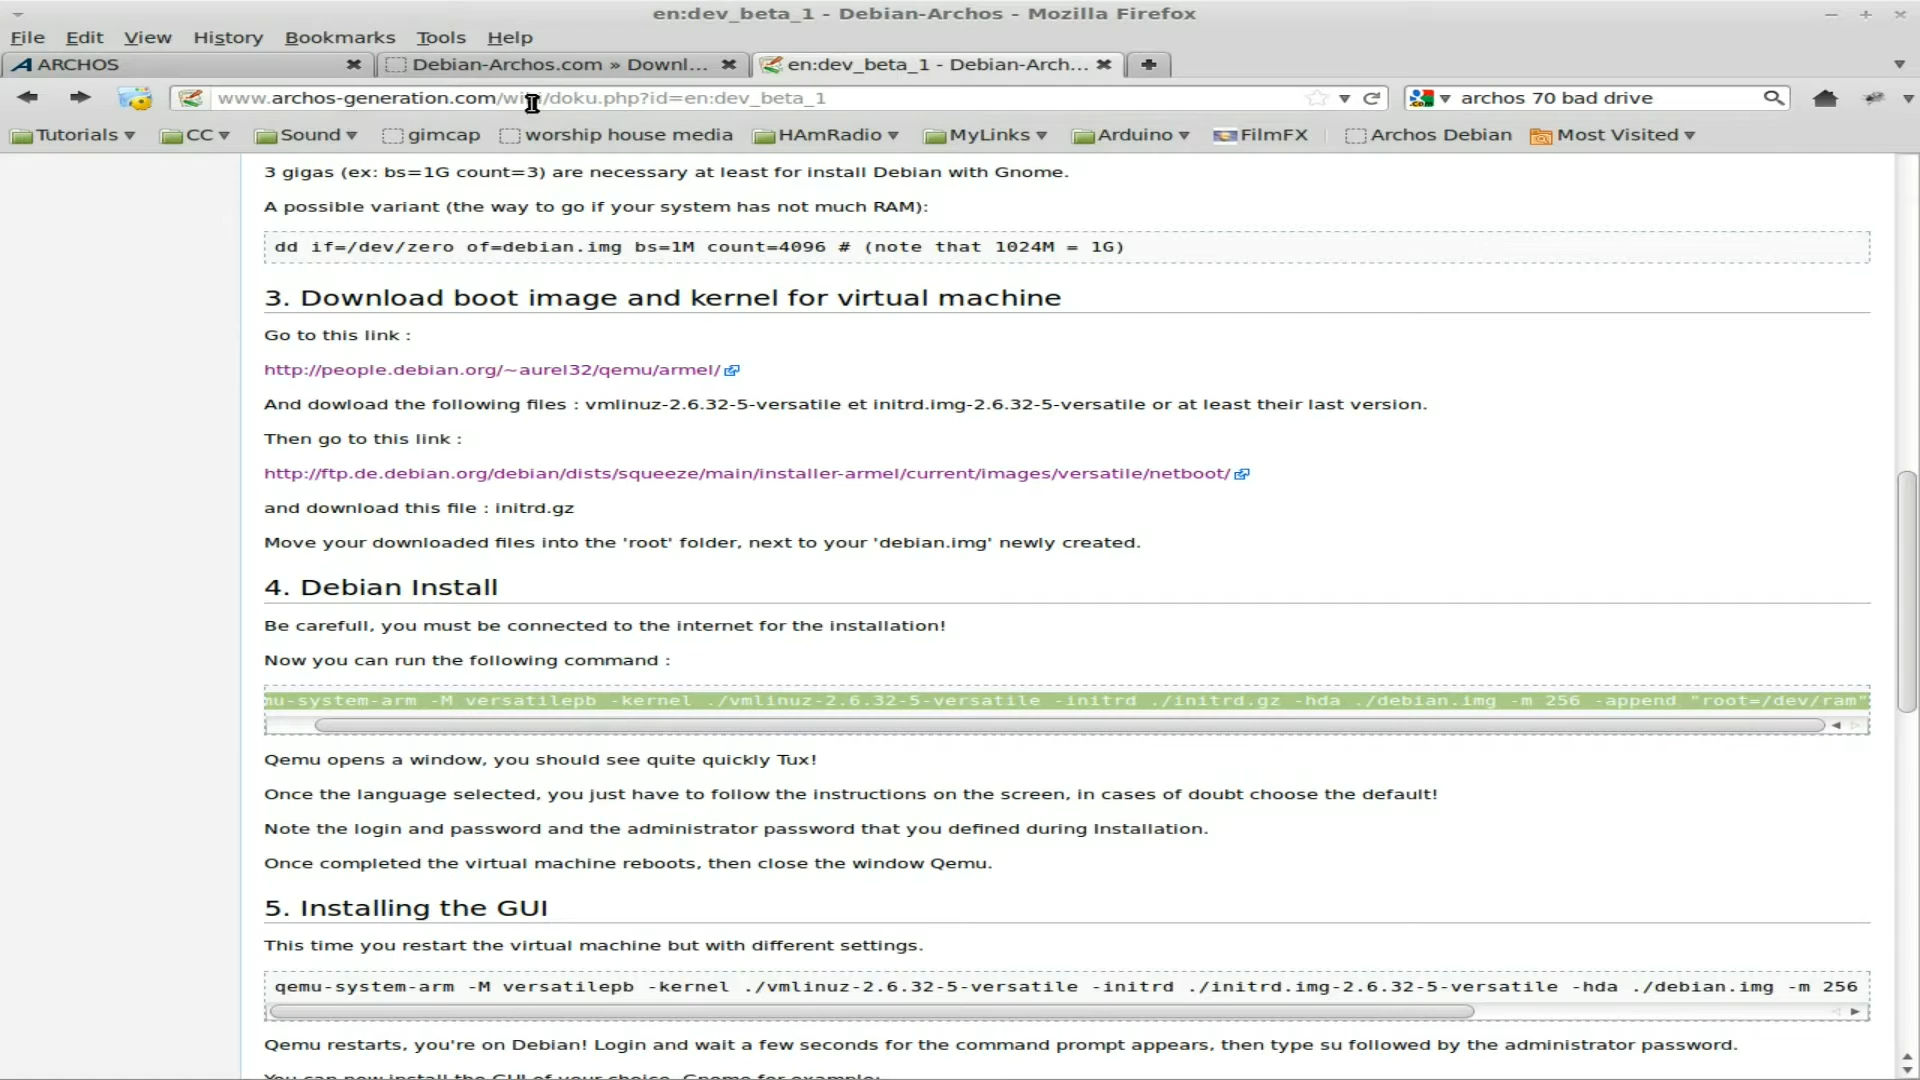 en:dev_beta_1 - Debian-Archos - Mozilla Firefox
File Edit View History Bookmarks Tools Help
ARCHOS
Debian-Archos.com » Downl...
en:dev_beta_1 - Debian-Arch...
www.archos-generation.com/wiki/doku.php?id=en:dev_beta_1
archos 70 bad drive
Tutorials CC Sound gimcap worship house media HAmRadio MyLinks Arduino FilmFX Archos Debian Most Visited
3 gigas (ex: bs=1G count=3) are necessary at least for install Debian with Gnome.
A possible variant (the way to go if your system has not much RAM):
dd if=/dev/zero of=debian.img bs=1M count=4096 # (note that 1024M = 1G)
3. Download boot image and kernel for virtual machine
Go to this link :
http://people.debian.org/~aurel32/qemu/armel/
And dowload the following files : vmlinuz-2.6.32-5-versatile et initrd.img-2.6.32-5-versatile or at least their last version.
Then go to this link :
http://ftp.de.debian.org/debian/dists/squeeze/main/installer-armel/current/images/versatile/netboot/
and download this file : initrd.gz
Move your downloaded files into the 'root' folder, next to your 'debian.img' newly created.
4. Debian Install
Be carefull, you must be connected to the internet for the installation!
Now you can run the following command :
mu-system-arm -M versatilepb -kernel ./vmlinuz-2.6.32-5-versatile -initrd ./initrd.gz -hda ./debian.img -m 256 -append "root=/dev/ram"
Qemu opens a window, you should see quite quickly Tux!
Once the language selected, you just have to follow the instructions on the screen, in cases of doubt choose the default!
Note the login and password and the administrator password that you defined during Installation.
Once completed the virtual machine reboots, then close the window Qemu.
5. Installing the GUI
This time you restart the virtual machine but with different settings.
qemu-system-arm -M versatilepb -kernel ./vmlinuz-2.6.32-5-versatile -initrd ./initrd.img-2.6.32-5-versatile -hda ./debian.img -m 256
Qemu restarts, you're on Debian! Login and wait a few seconds for the command prompt appears, then type su followed by the administrator password.
You can now install the GUI of your choice, Gnome for example: